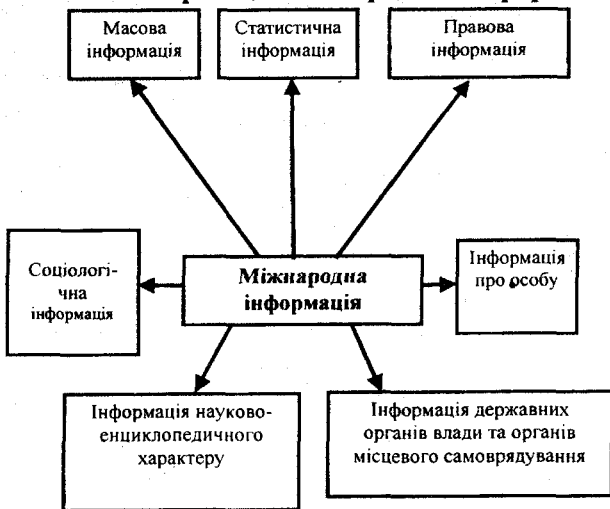 Масова
інформація
Статистична
інформація
Правова
інформація
Соціологі-
чна
інформація
Міжнародна
інформація
Інформація
про особу
Інформація науково-
енциклопедичного
характеру
Інформація державних
органів влади та органів
місцевого самоврядування